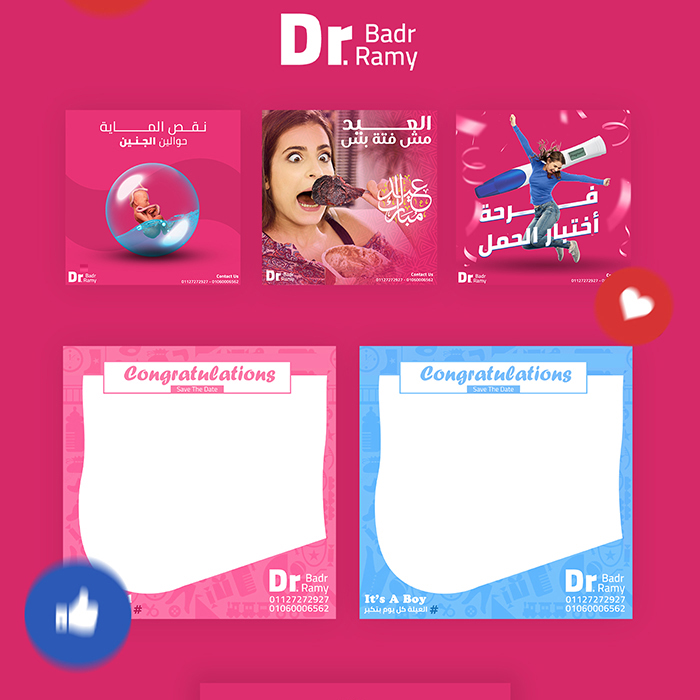 Dr. Badr
Ramy
نقص الماية
حوالين الجنين
Dr. Badr
Ramy
Contact Us
01127272927 - 01060006562
العيد
مش فتة بس
عيد
مبارك
Dr. Badr
Ramy
Contact Us
01127272927 - 01060006562
فرحة
أختبار الحمل
Dr. Badr
Ramy
01127272927
Congratulations
Save The Date
Dr. Badr
Ramy
01127272927
01060006562
#
Congratulations
Save The Date
Dr. Badr
Ramy
01127272927
01060006562
It's A Boy
#العيلة كل يوم بتكبر